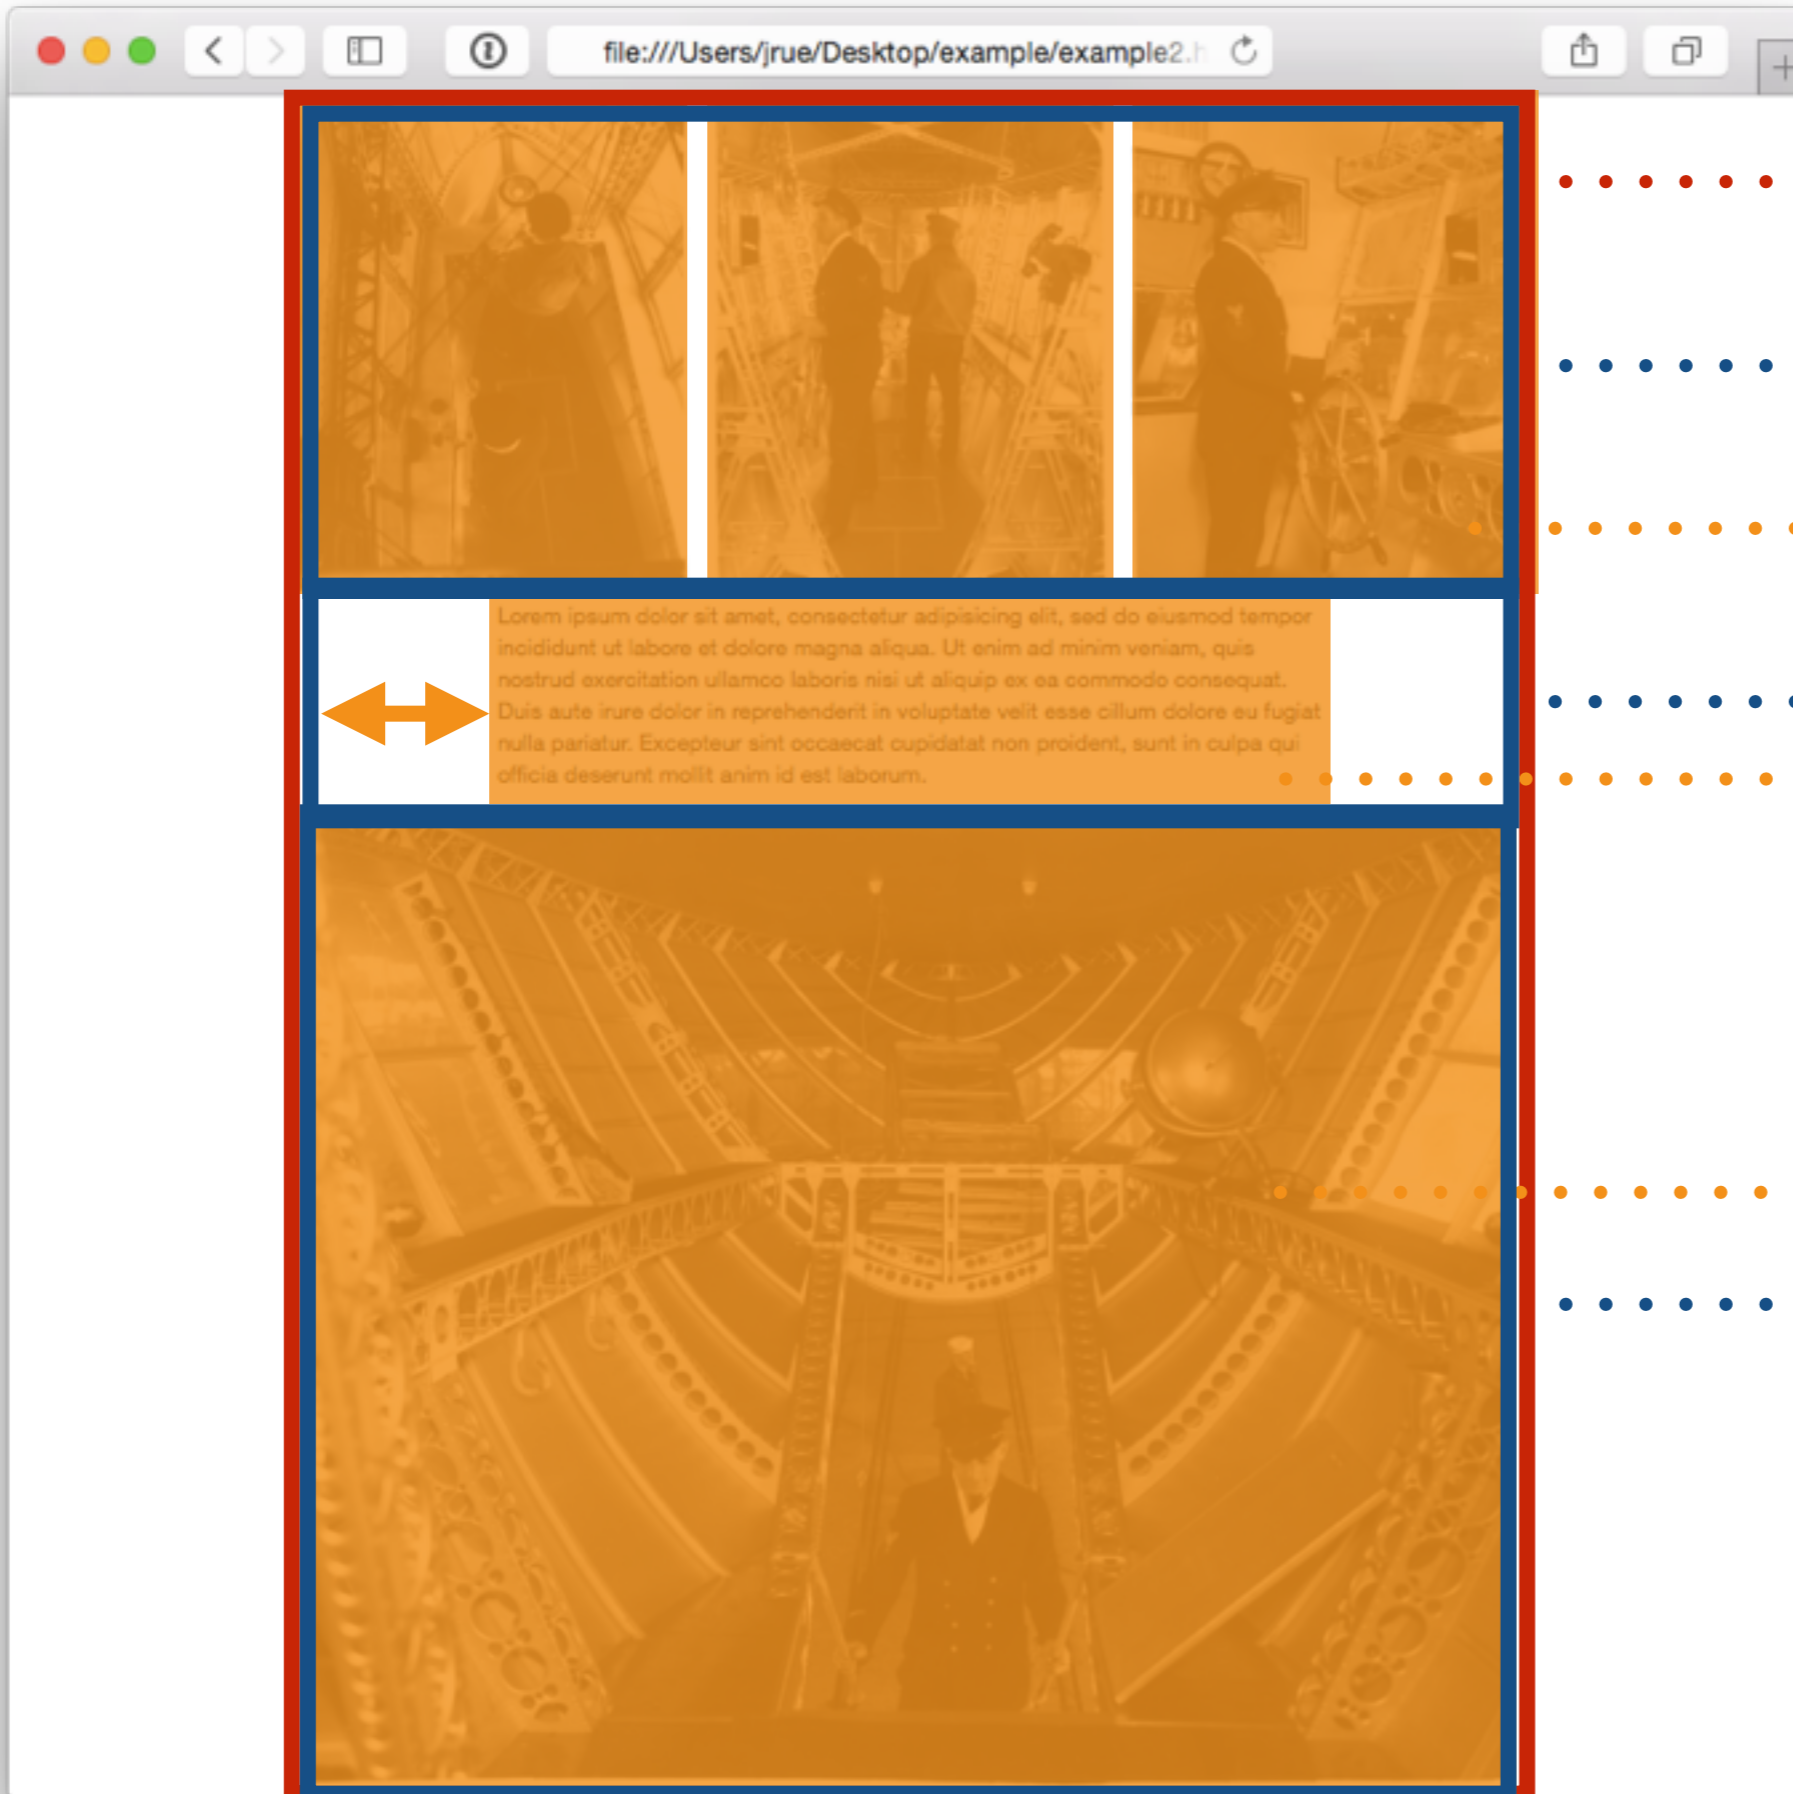 file:///Users/jrue/Desktop/example/example2.h
Lorem ipsum dolor sit amet, consectetur adipisicing elit, sed do eiusmod tempor
incididunt ut labore et dolore magna aliqua. Ut enim ad minim veniam, quis
nostrud exercitation ullamco laboris nisi ut aliquip ex ea commodo consequat.
Duis aute irure dolor in reprehenderit in voluptate velit esse cillum dolore eu fugiat
nulla pariatur. Excepteur sint occaecat cupidatat non proident, sunt in culpa qui
officia deserunt mollit anim id est laborum.